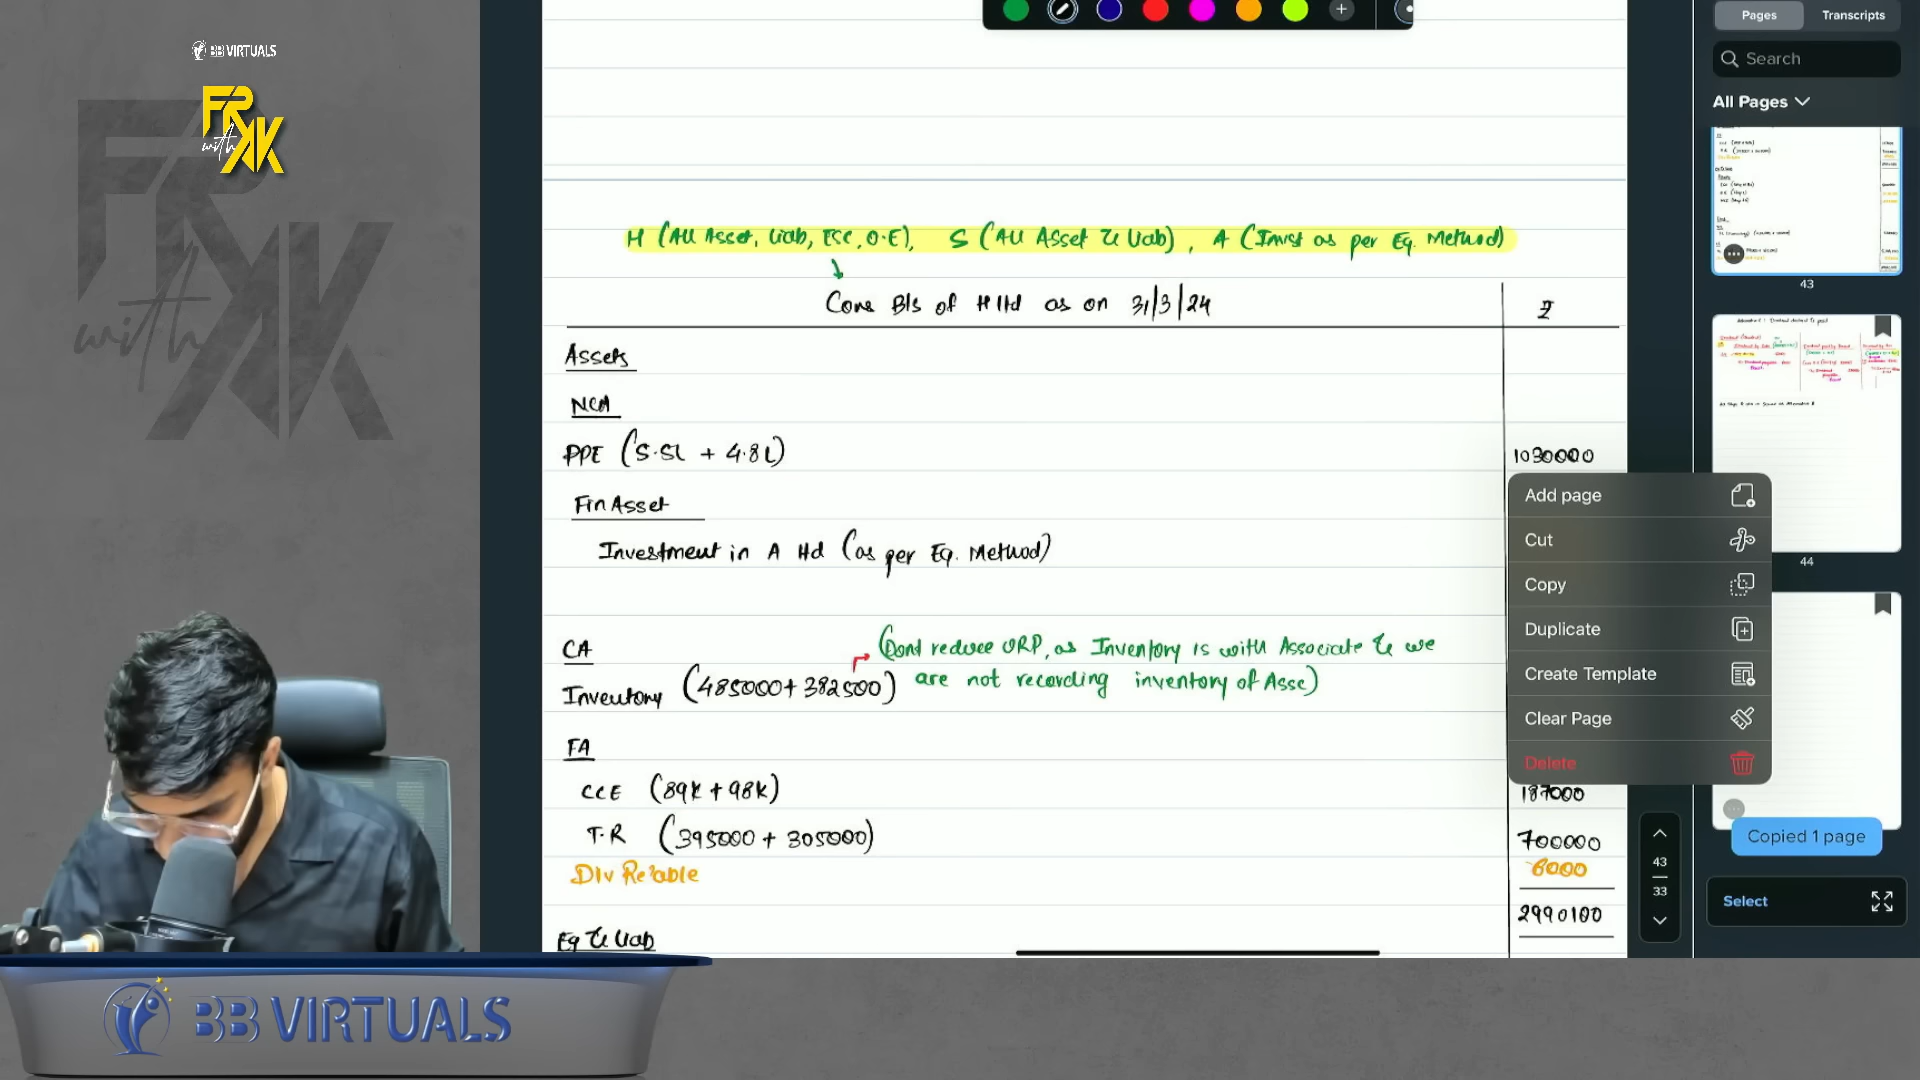 BB VIRTUALS
FR
with
AK
FR
with
AK
H (All Asset, Liab, ESC, O.E), S (All Asset & Liab), A (Invst as per Eq. Method)
Cons B/s of H ltd as on 31/3/24
₹
Assets
NCA
PPE (5.5L + 4.8L)
1030000
Fin Asset
Investment in A ltd (as per Eq. Method)
CA
(Dont reduce URP, as Inventory is with Associate & we
Inventory (485000+382500)
are not recording inventory of Assc)
FA
CCE (89K+98K)
187000
T.R (395000 + 305000)
700000
Div Re'able
6000
2990100
Eq & Liab
Pages
Transcripts
Search
All Pages
43
44
Add page
Cut
Copy
Duplicate
Create Template
Clear Page
Delete
Copied 1 page
43
33
Select
BB VIRTUALS